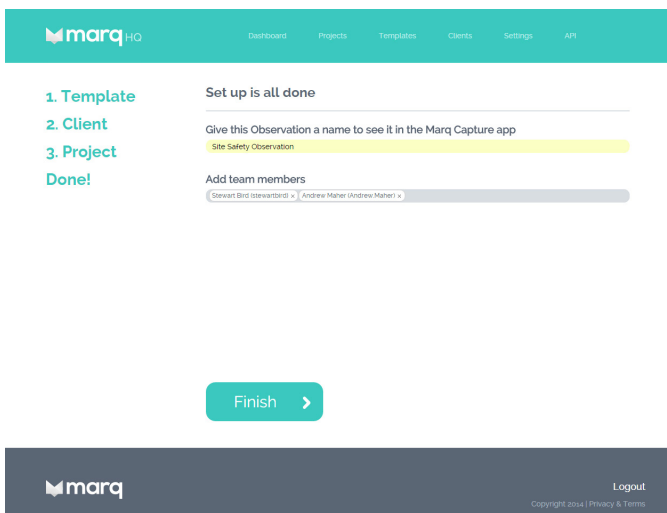 marq HQ
Dashboard Projects Templates Clients Settings API
1. Template
2. Client
3. Project
Done!
Set up is all done
Give this Observation a name to see it in the Marq Capture app
Site Safety Observation
Add team members
Stewart Bird (stewartbird) × Andrew Maher (Andrew.Maher) ×
Finish
marq
Logout
Copyright 2014 | Privacy & Terms